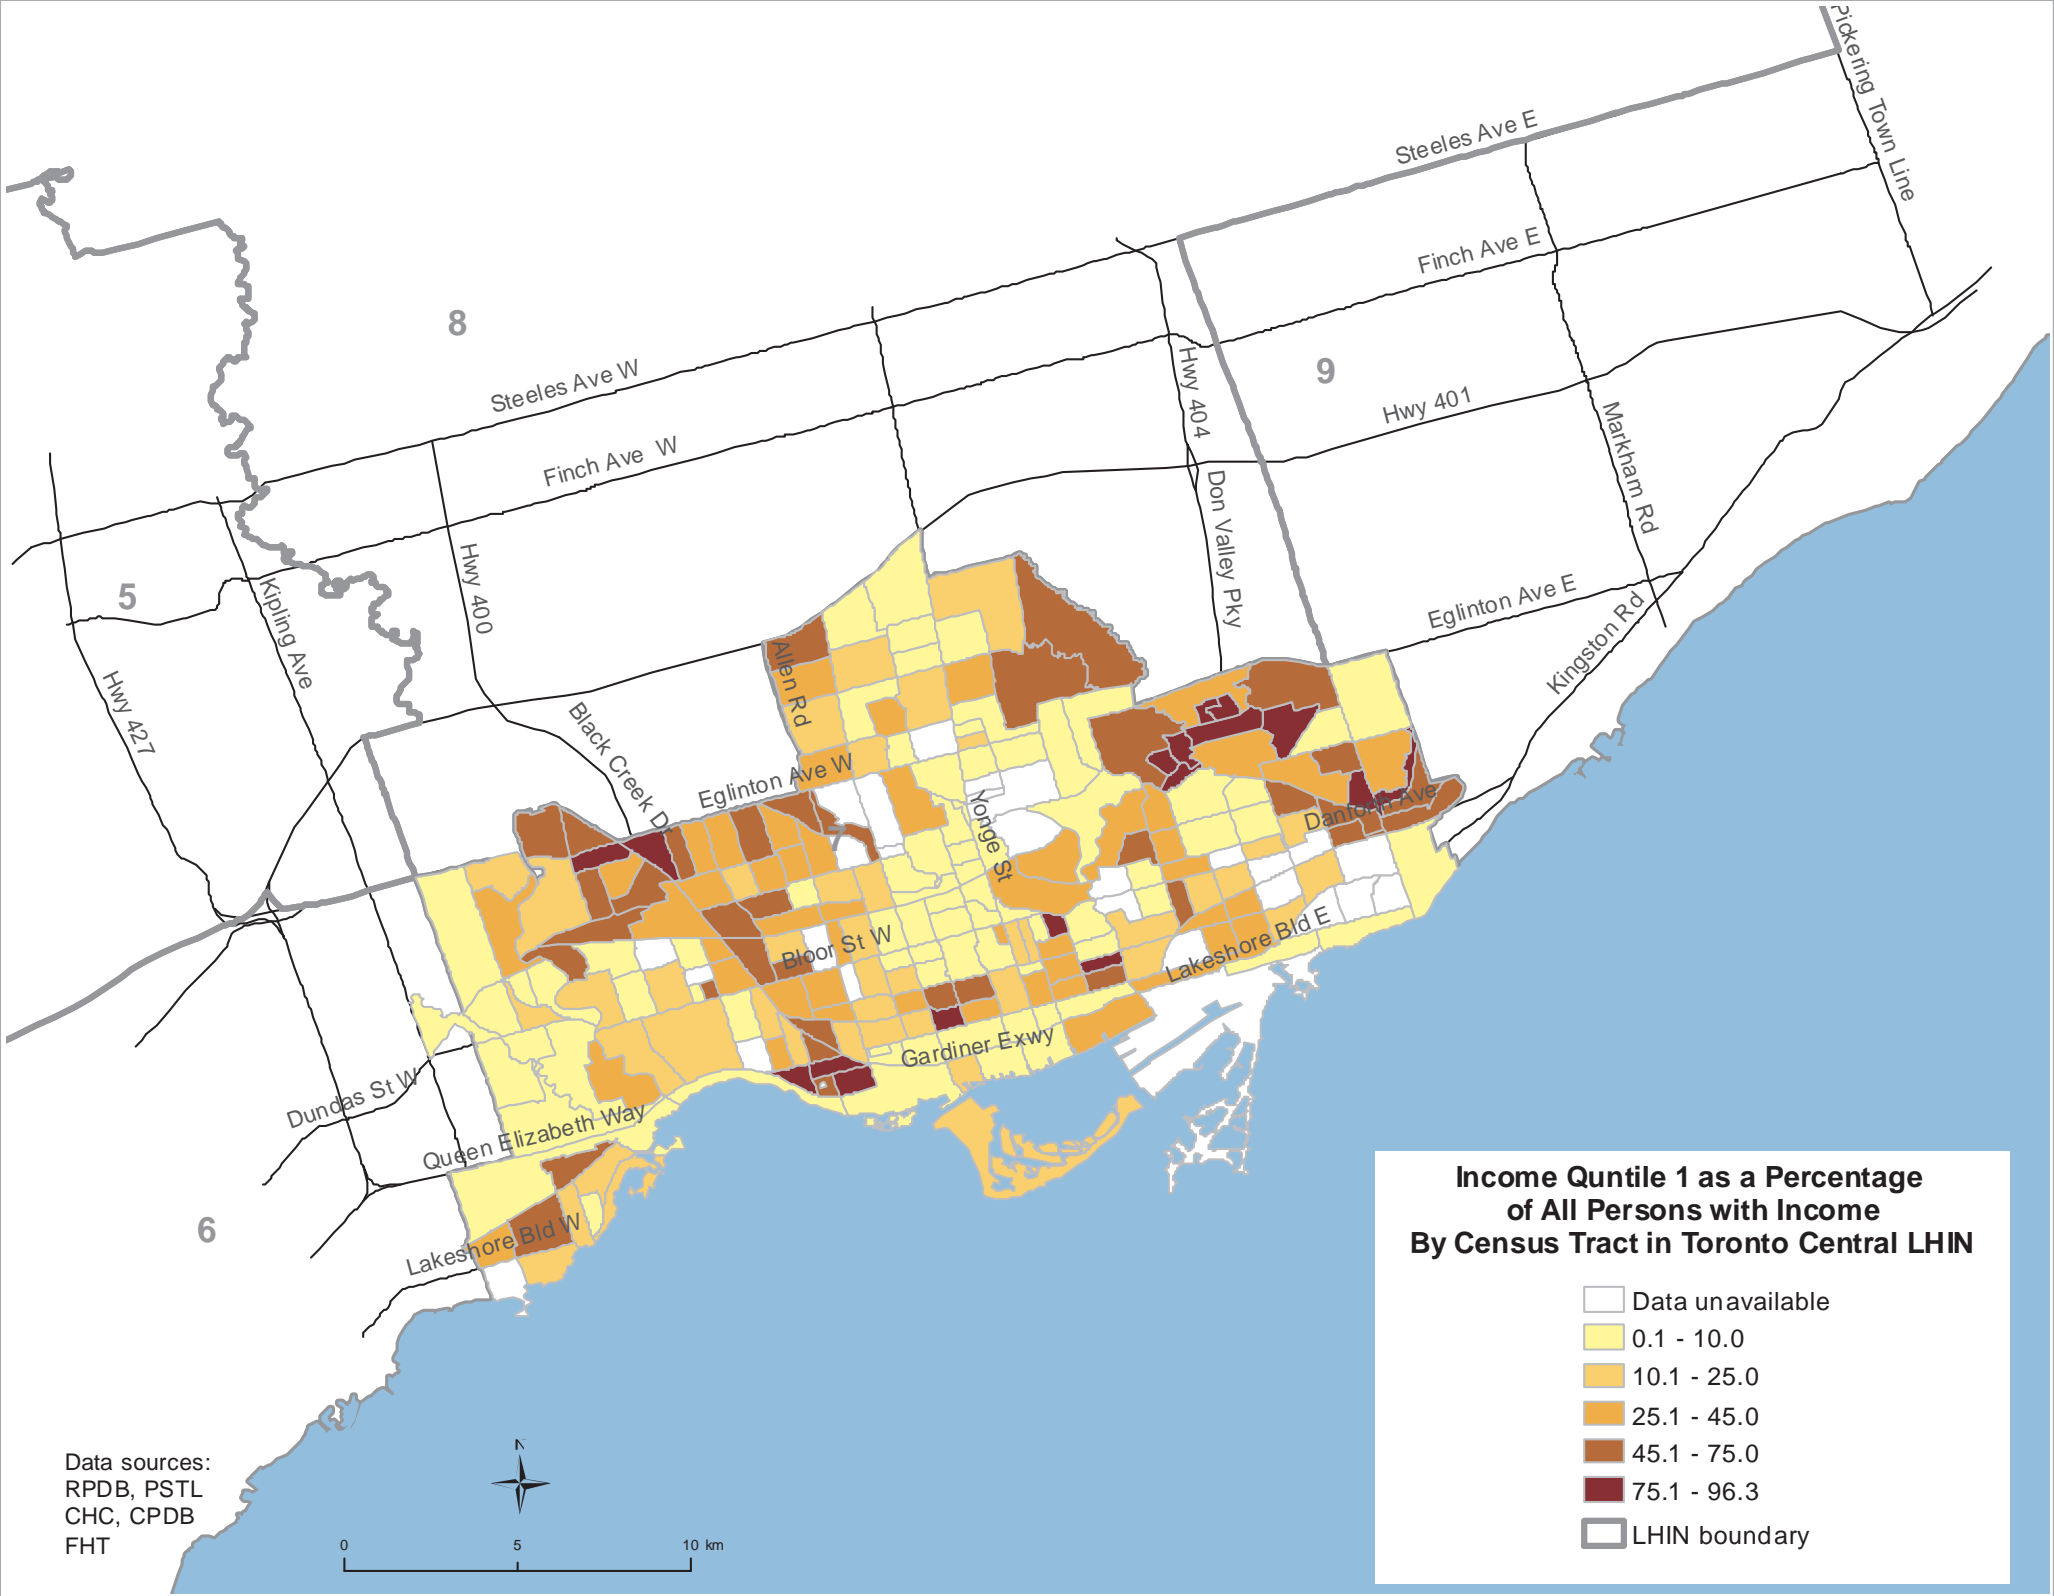 Pickering Town Line
Steeles Ave E
Finch Ave E
8
9
Hwy 404
Steeles Ave W
Hwy 401
Markham Rd
Finch Ave  W
Don Valley Pky
5
Kipling Ave
Hwy 400
Eglinton Ave E
Kingston Rd
Hwy 427
Allen Rd
Black Creek Dr
Eglinton Ave W
Yonge St
Danforth Ave
7
Bloor St W
Lakeshore Bld E
Gardiner Exwy
Dundas St W
Queen Elizabeth Way
6
Lakeshore Bld W
Income Quntile 1 as a Percentage
of All Persons with Income
By Census Tract in Toronto Central LHIN
Data unavailable
0.1 - 10.0
10.1 - 25.0
25.1 - 45.0
45.1 - 75.0
75.1 - 96.3
LHIN boundary
Data sources:
RPDB, PSTL
CHC, CPDB
FHT
N
0 5 10 km